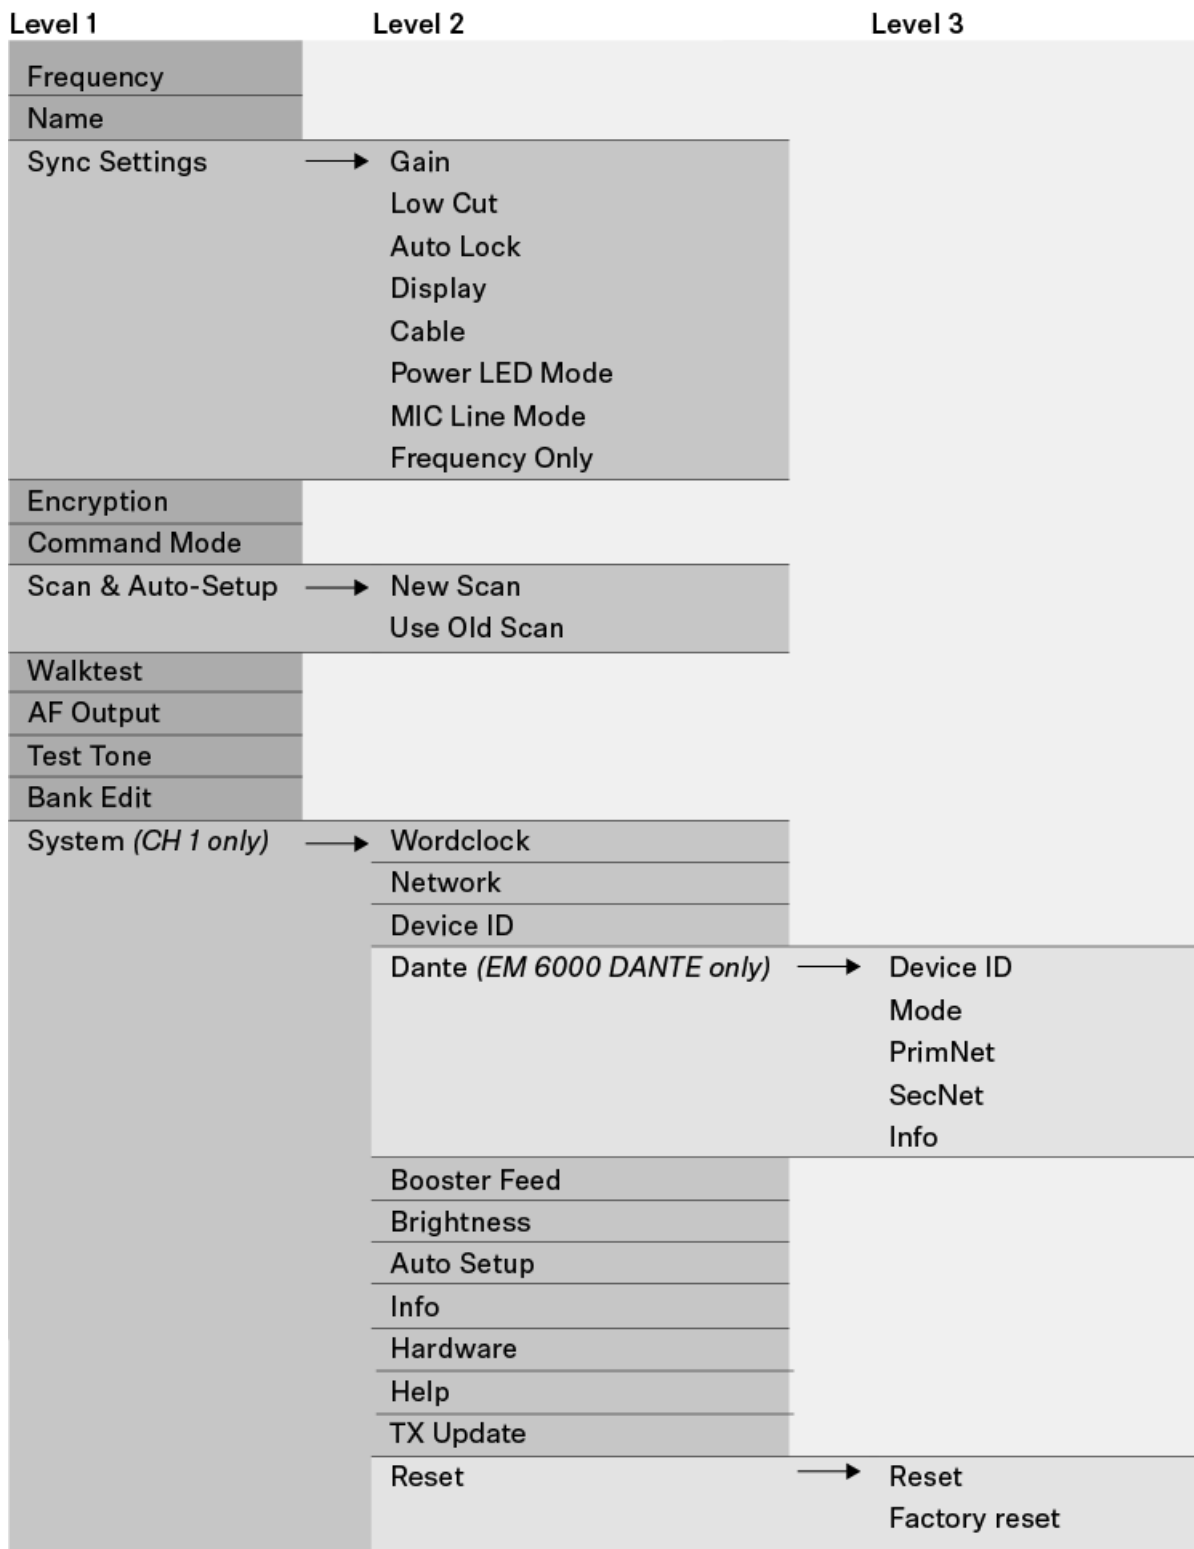 Level 1 Level 2 Level 3
Frequency
Name
Sync Settings Gain
Low Cut
Auto Lock
Display
Cable
Power LED Mode
MIC Line Mode
Frequency Only
Encryption
Command Mode
Scan & Auto-Setup New Scan
Use Old Scan
Walktest
AF Output
Test Tone
Bank Edit
System (CH 1 only) Wordclock
Network
Device ID
Dante (EM 6000 DANTE only) Device ID
Mode
PrimNet
SecNet
Info
Booster Feed
Brightness
Auto Setup
Info
Hardware
Help
TX Update
Reset Reset
Factory reset